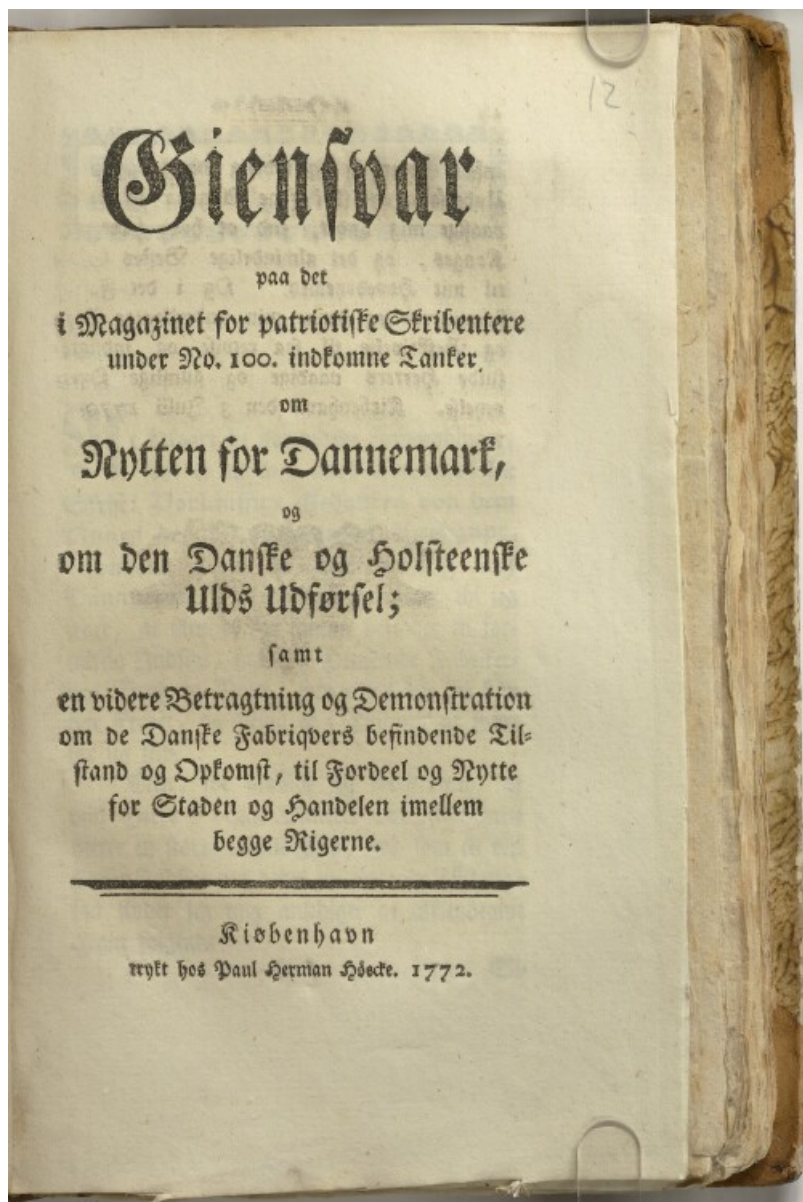 12
Giensvar
paa det
i Magazinet for patriotiske Skribentere
under No. 100. indkomne Tanker
om
Nytten for Dannemark,
og
om den Danske og Holsteenske
Ulds Udførsel;
samt
en videre Betragtning og Demonstration
om de Danske Fabriqvers befindende Til-
stand og Opkomst, til Fordeel og Nytte
for Staden og Handelen imellem
begge Rigerne.
Kiøbenhavn
trykt hos Paul Herman Höecke. 1772.